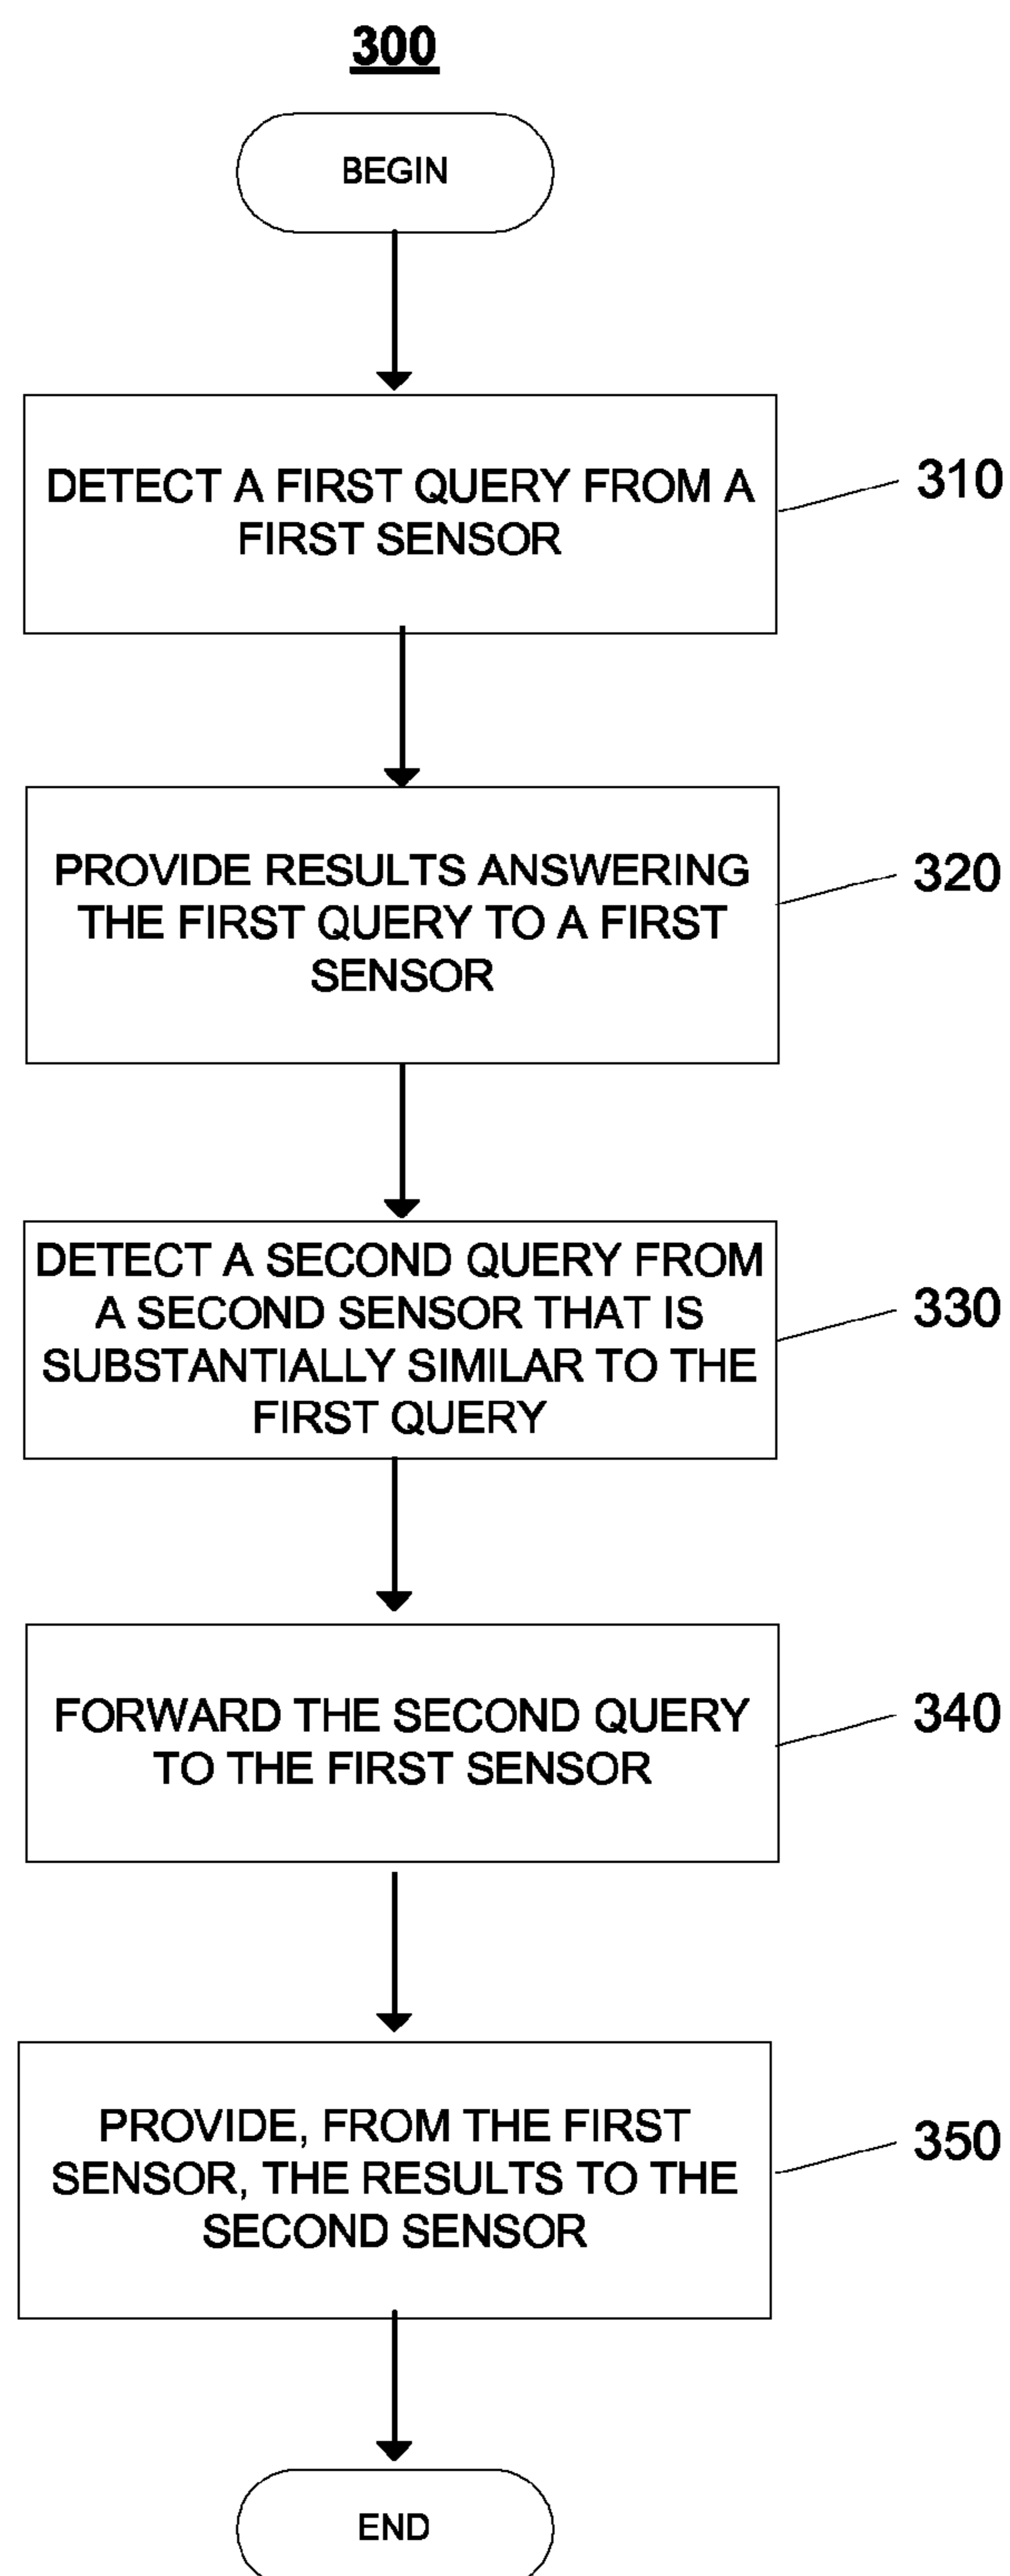 300
BEGIN
DETECT A FIRST QUERY FROM A
FIRST SENSOR
310
PROVIDE RESULTS ANSWERING
THE FIRST QUERY TO A FIRST
SENSOR
320
DETECT A SECOND QUERY FROM
A SECOND SENSOR THAT IS
SUBSTANTIALLY SIMILAR TO THE
FIRST QUERY
330
FORWARD THE SECOND QUERY
TO THE FIRST SENSOR
340
PROVIDE, FROM THE FIRST
SENSOR, THE RESULTS TO THE
SECOND SENSOR
350
END